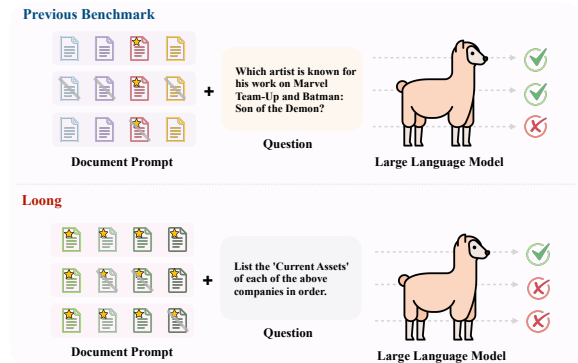 Previous Benchmark
Which artist is known for
his work on Marvel
Team-Up and Batman:
Son of the Demon?
+
Document Prompt
Question
Large Language Model
Loong
List the 'Current Assets'
of each of the above
companies in order.
+
Document Prompt
Question
Large Language Model